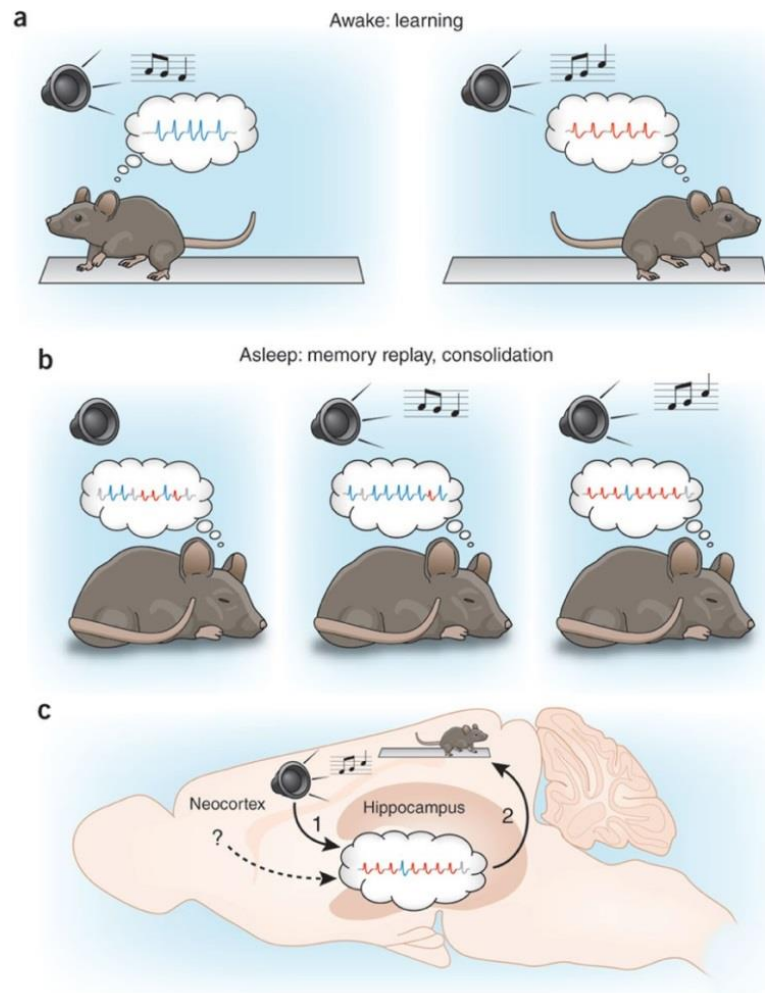 a
Awake: learning
b
Asleep: memory replay, consolidation
c
Neocortex
?
1
Hippocampus
2